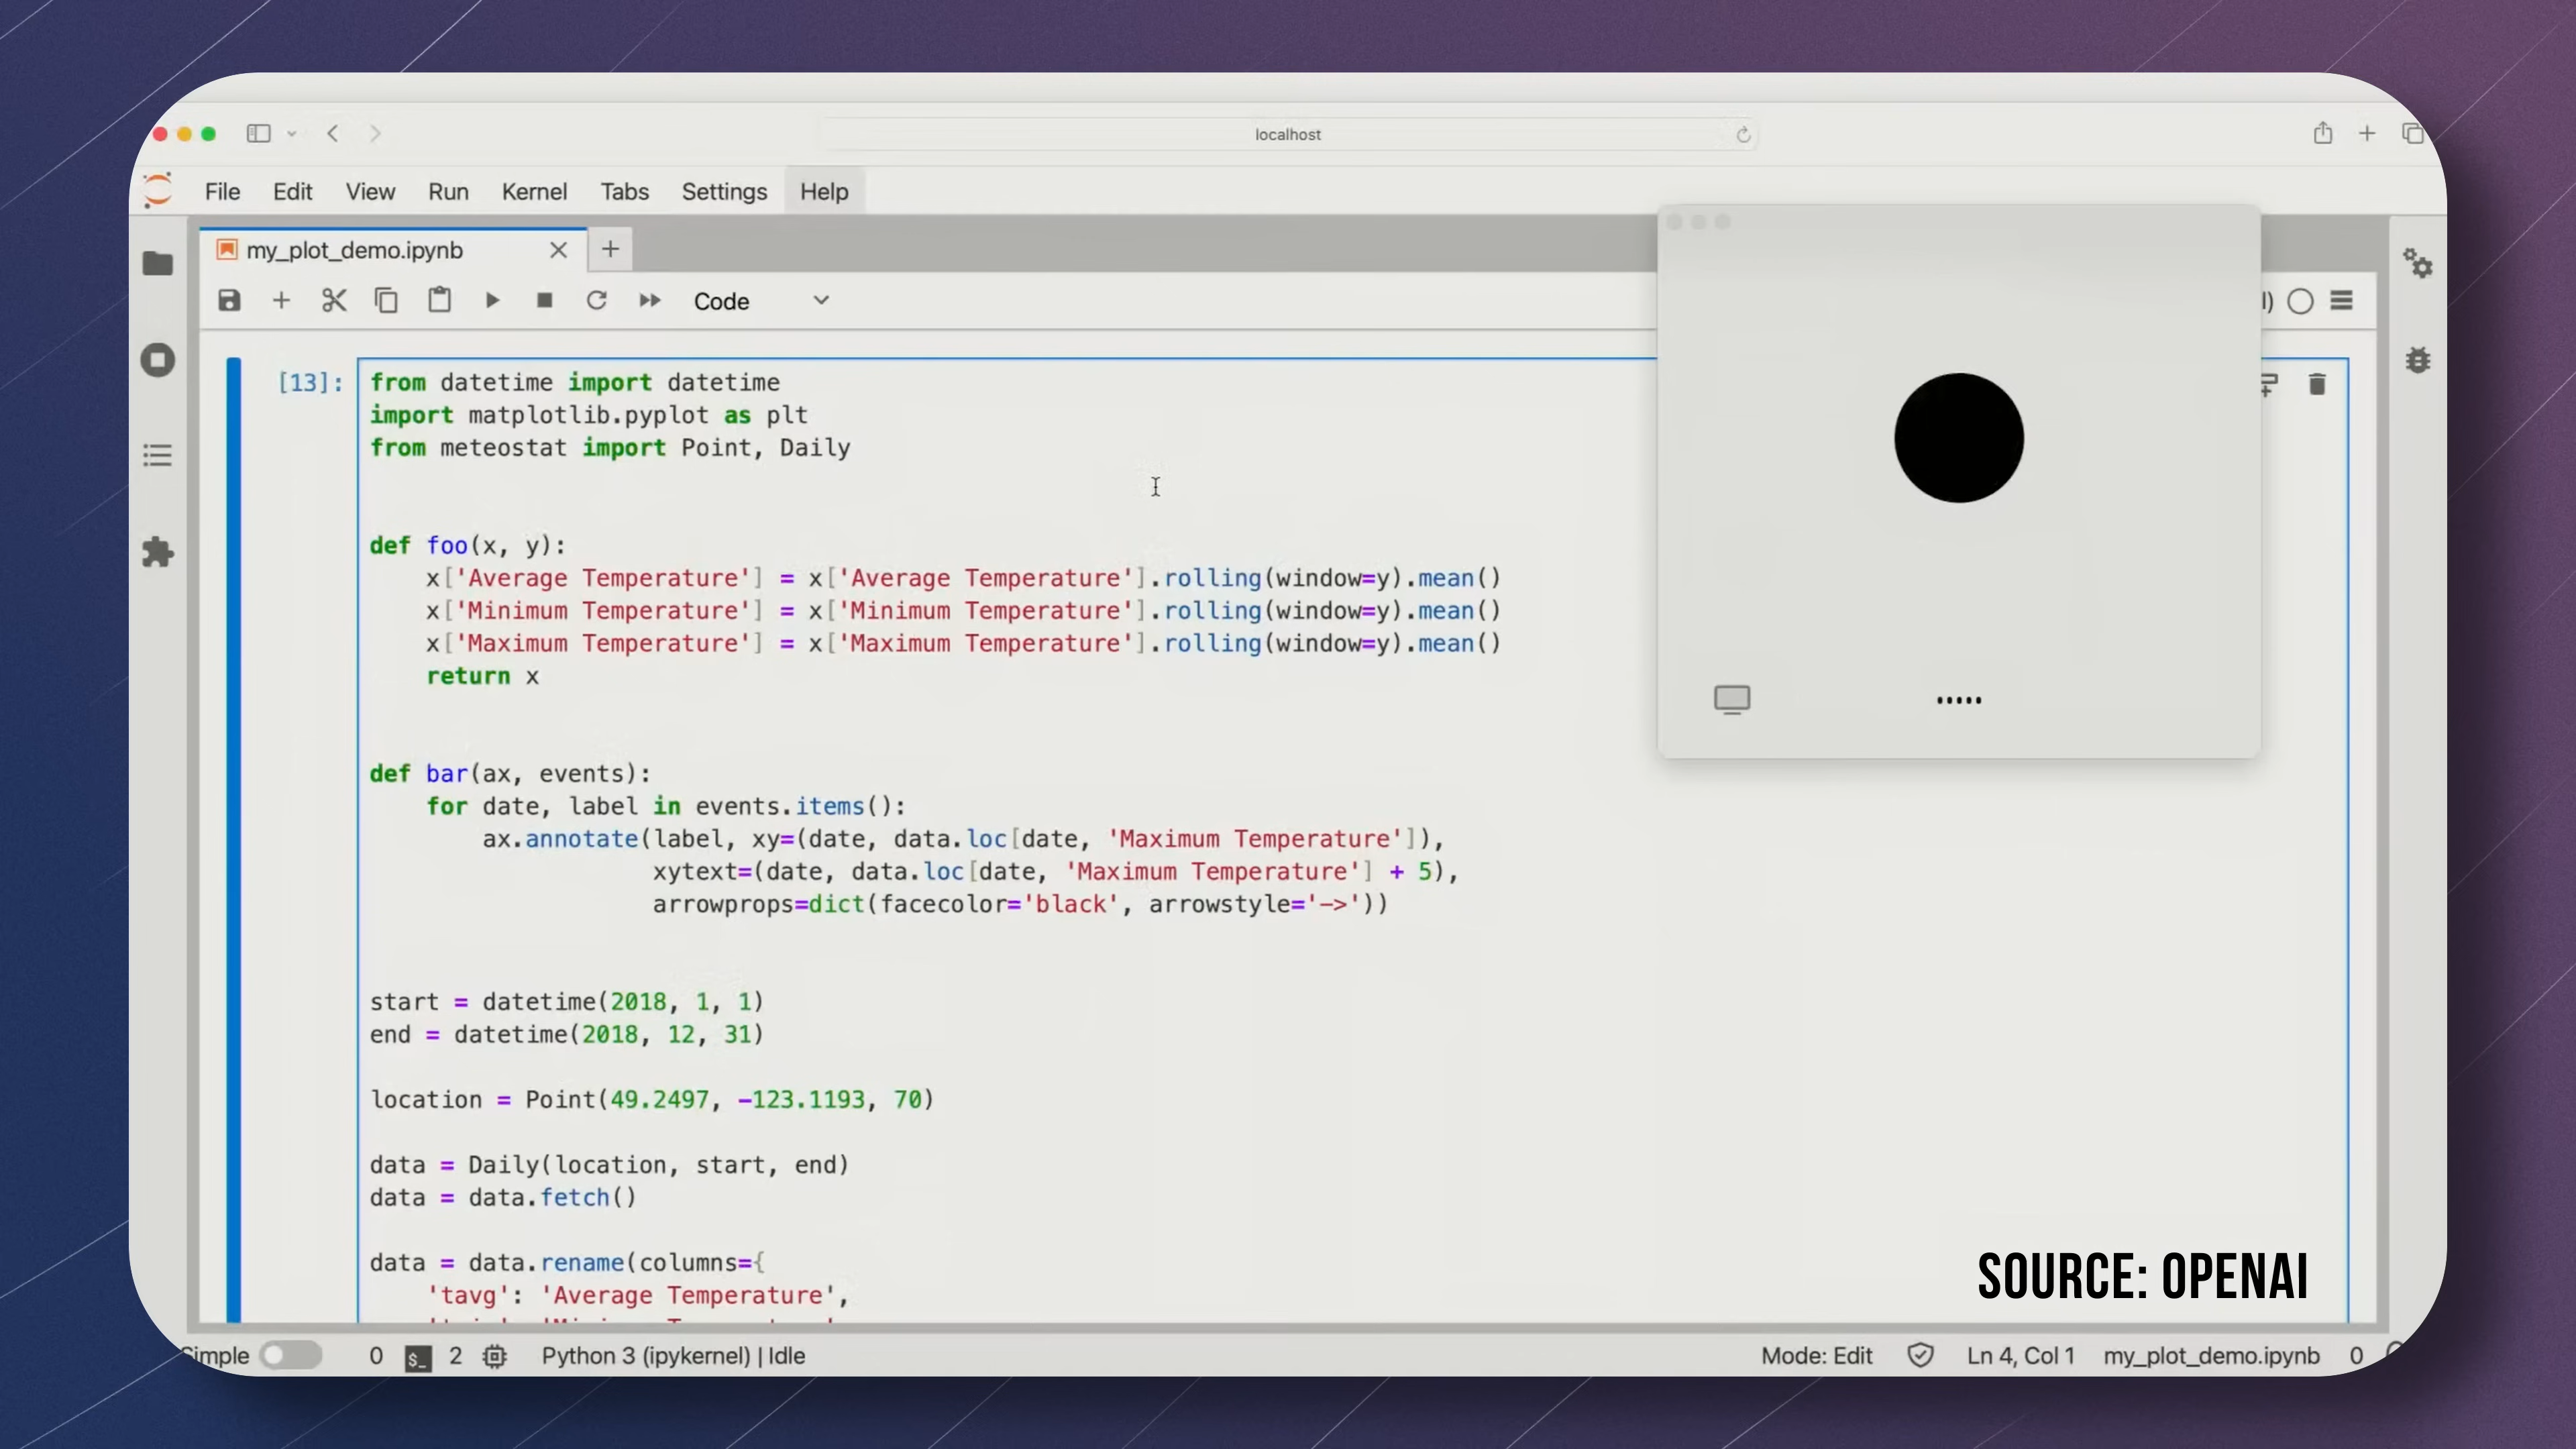 localhost
File Edit View Run Kernel Tabs Settings Help
my_plot_demo.ipynb
Code
[13]:
from datetime import datetime
import matplotlib.pyplot as plt
from meteostat import Point, Daily
def foo(x, y):
x['Average Temperature'] = x['Average Temperature'].rolling(window=y).mean()
x['Minimum Temperature'] = x['Minimum Temperature'].rolling(window=y).mean()
x['Maximum Temperature'] = x['Maximum Temperature'].rolling(window=y).mean()
return x
def bar(ax, events):
for date, label in events.items():
ax.annotate(label, xy=(date, data.loc[date, 'Maximum Temperature']),
xytext=(date, data.loc[date, 'Maximum Temperature'] + 5),
arrowprops=dict(facecolor='black', arrowstyle='->'))
start = datetime(2018, 1, 1)
end = datetime(2018, 12, 31)
location = Point(49.2497, -123.1193, 70)
data = Daily(location, start, end)
data = data.fetch()
data = data.rename(columns={
'tavg': 'Average Temperature',
SOURCE: OPENAI
Simple 0 $_ 2 Python 3 (ipykernel) | Idle Mode: Edit Ln 4, Col 1 my_plot_demo.ipynb 0